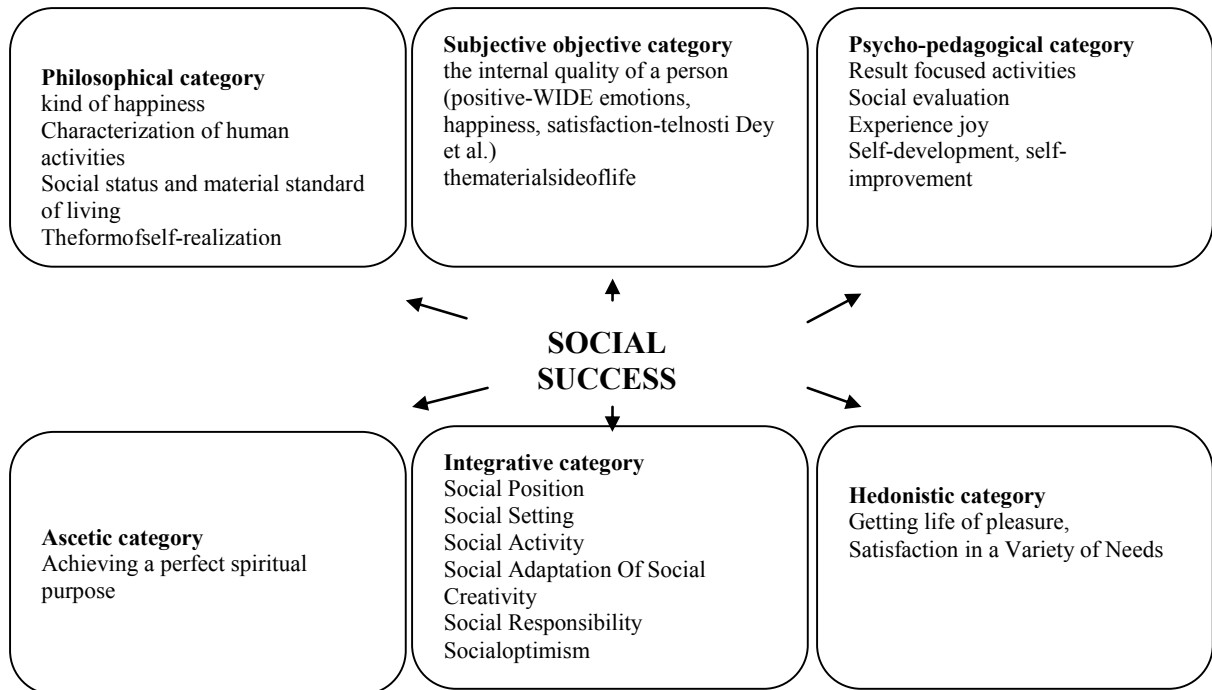 Philosophical category
kind of happiness
Characterization of human
activities
Social status and material standard
of living
Theformofself-realization
Subjective objective category
the internal quality of a person
(positive-WIDE emotions,
happiness, satisfaction-telnosti Dey
et al.)
thematerialsideoflife
Psycho-pedagogical category
Result focused activities
Social evaluation
Experience joy
Self-development, self-
improvement
SOCIAL
SUCCESS
Ascetic category
Achieving a perfect spiritual
purpose
Integrative category
Social Position
Social Setting
Social Activity
Social Adaptation Of Social
Creativity
Social Responsibility
Socialoptimism
Hedonistic category
Getting life of pleasure,
Satisfaction in a Variety of Needs